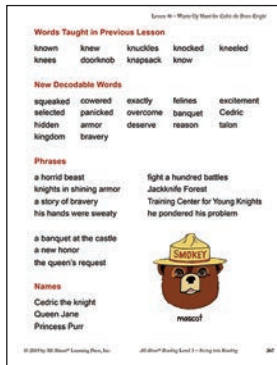 Words Taught in Previous Lesson
known knew knuckles knocked kneeled
knees doorknob knapsack know
New Decodable Words
squeaked cowered exactly felines excitement
selected panicked overcome banquet Cedric
hidden armor deserve reason talon
kingdom bravery
Phrases
a horrid beast
knights in shining armor
a story of bravery
his hands were sweaty
fight a hundred battles
Jackknife Forest
Training Center for Young Knights
he pondered his problem
a banquet at the castle
a new honor
the queen's request
SMOKEY
mascot
Names
Cedric the knight
Queen Jane
Princess Purr